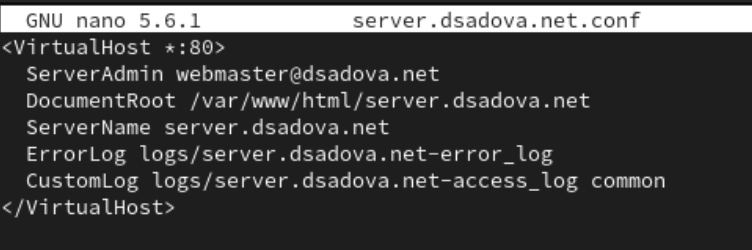 GNU nano 5.6.1 server.dsadova.net.conf
<VirtualHost *:80>
ServerAdmin webmaster@dsadova.net
DocumentRoot /var/www/html/server.dsadova.net
ServerName server.dsadova.net
ErrorLog logs/server.dsadova.net-error_log
CustomLog logs/server.dsadova.net-access_log common
</VirtualHost>